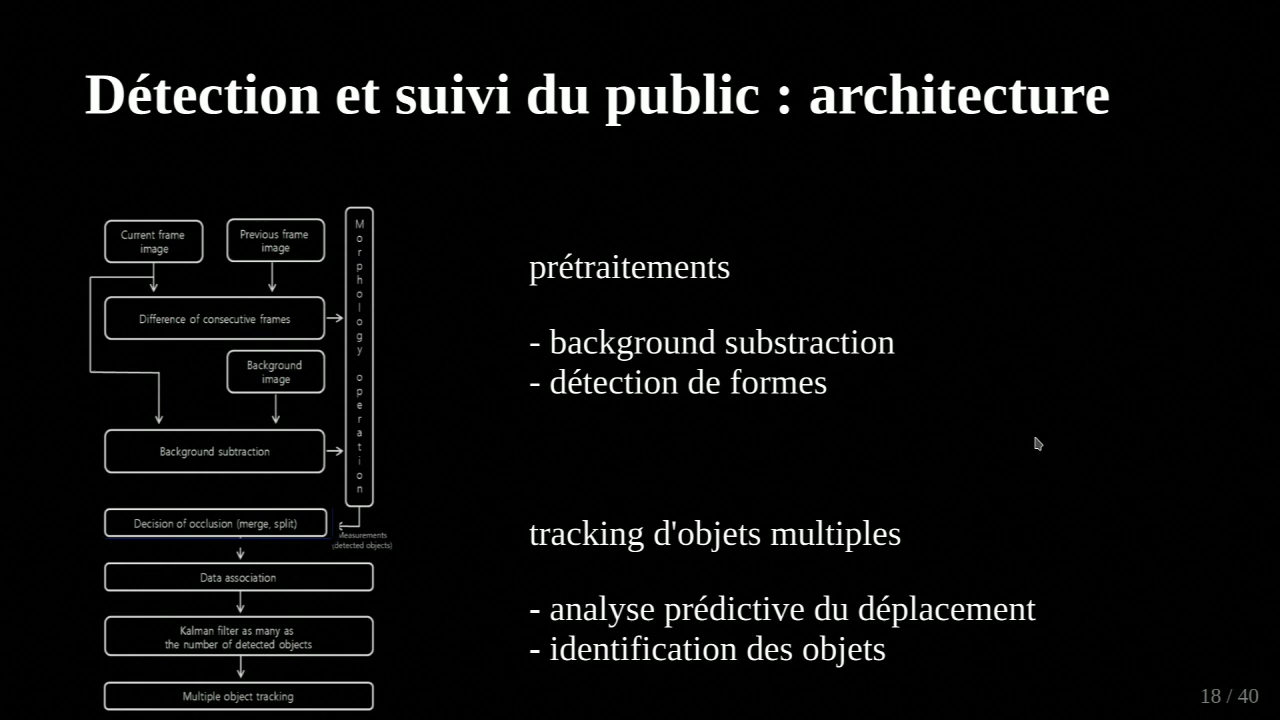 Détection et suivi du public : architecture
Current frame
image
Previous frame
image
Morphology operation
Difference of consecutive frames
Background
image
Background subtraction
Decision of occlusion (merge, split)
Measurements
(detected objects)
Data association
Kalman filter as many as
the number of detected objects
Multiple object tracking
prétraitements
- background substraction
- détection de formes
tracking d'objets multiples
- analyse prédictive du déplacement
- identification des objets
18 / 40